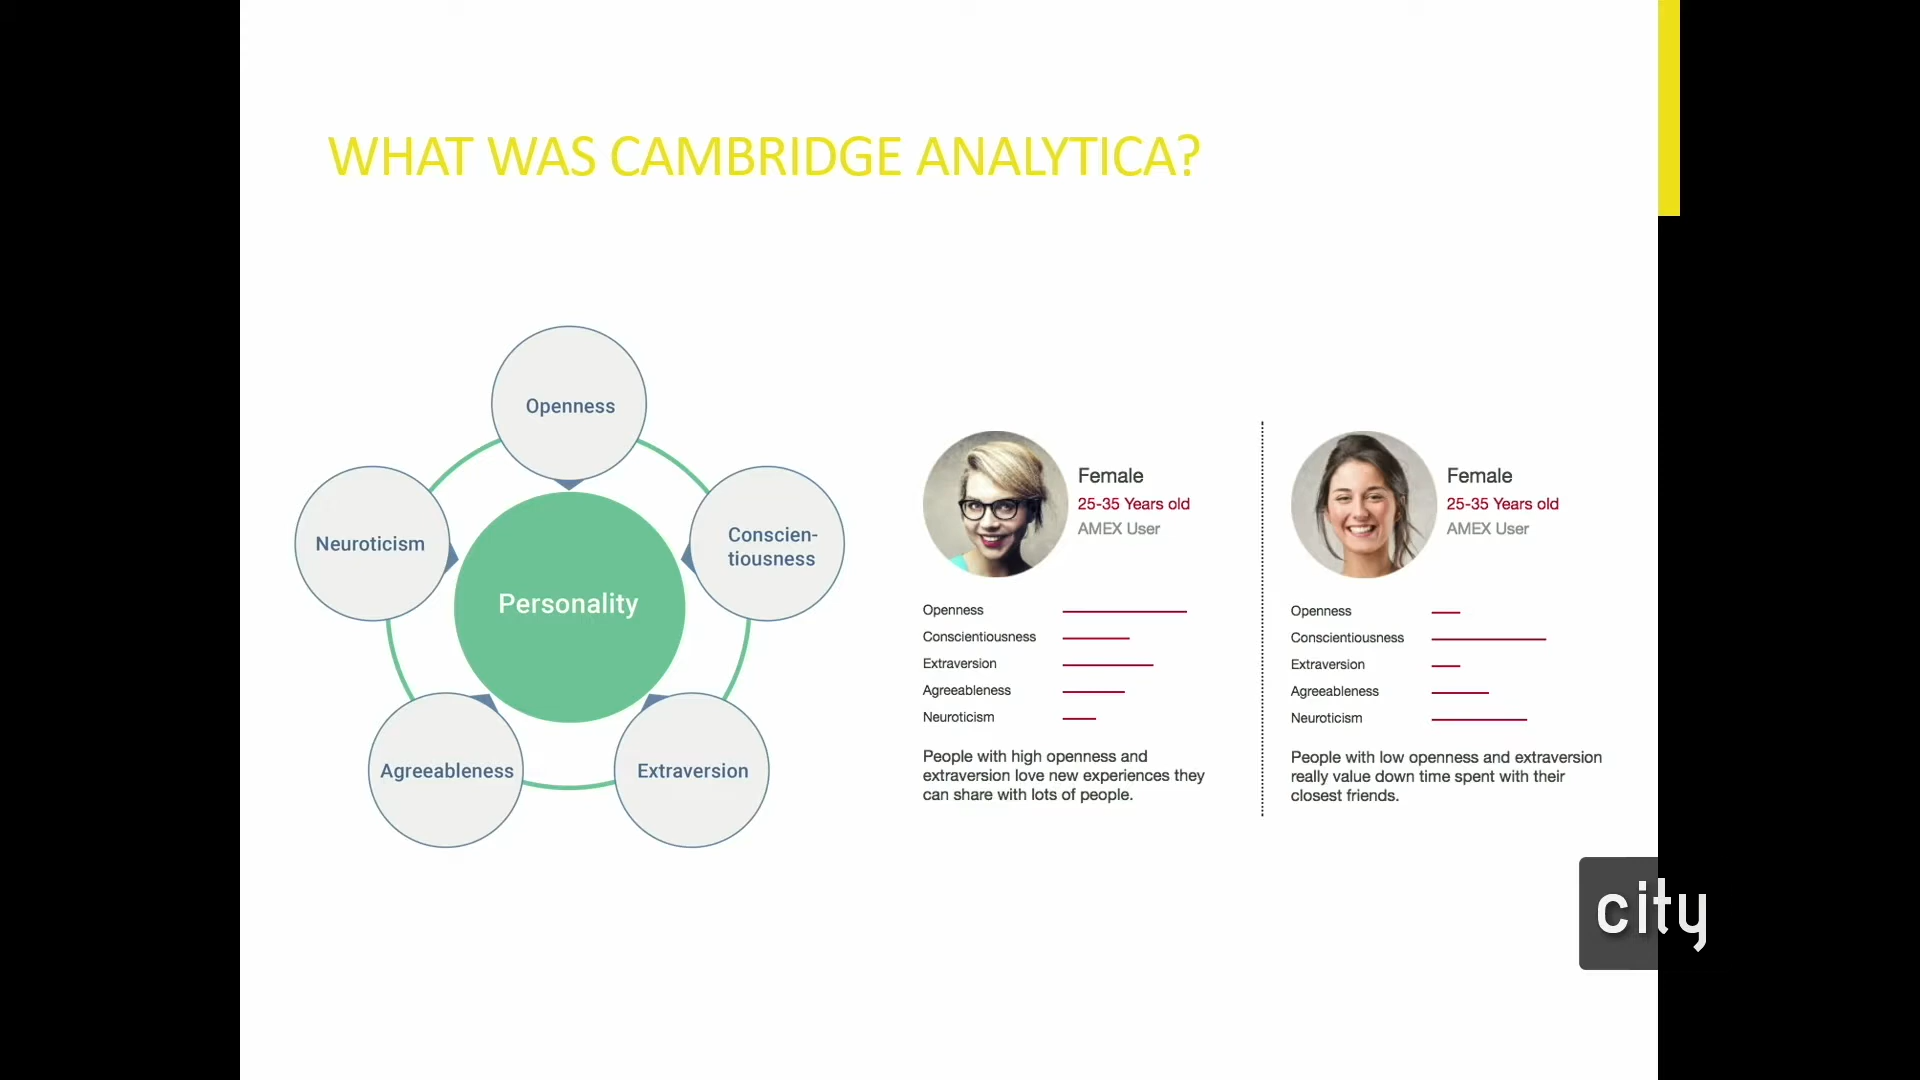 WHAT WAS CAMBRIDGE ANALYTICA?
Openness
Neuroticism
Conscien-
tiousness
Personality
Agreeableness
Extraversion
Female
25-35 Years old
AMEX User
Openness
Conscientiousness
Extraversion
Agreeableness
Neuroticism
People with high openness and
extraversion love new experiences they
can share with lots of people.
Female
25-35 Years old
AMEX User
Openness
Conscientiousness
Extraversion
Agreeableness
Neuroticism
People with low openness and extraversion
really value down time spent with their
closest friends.
city